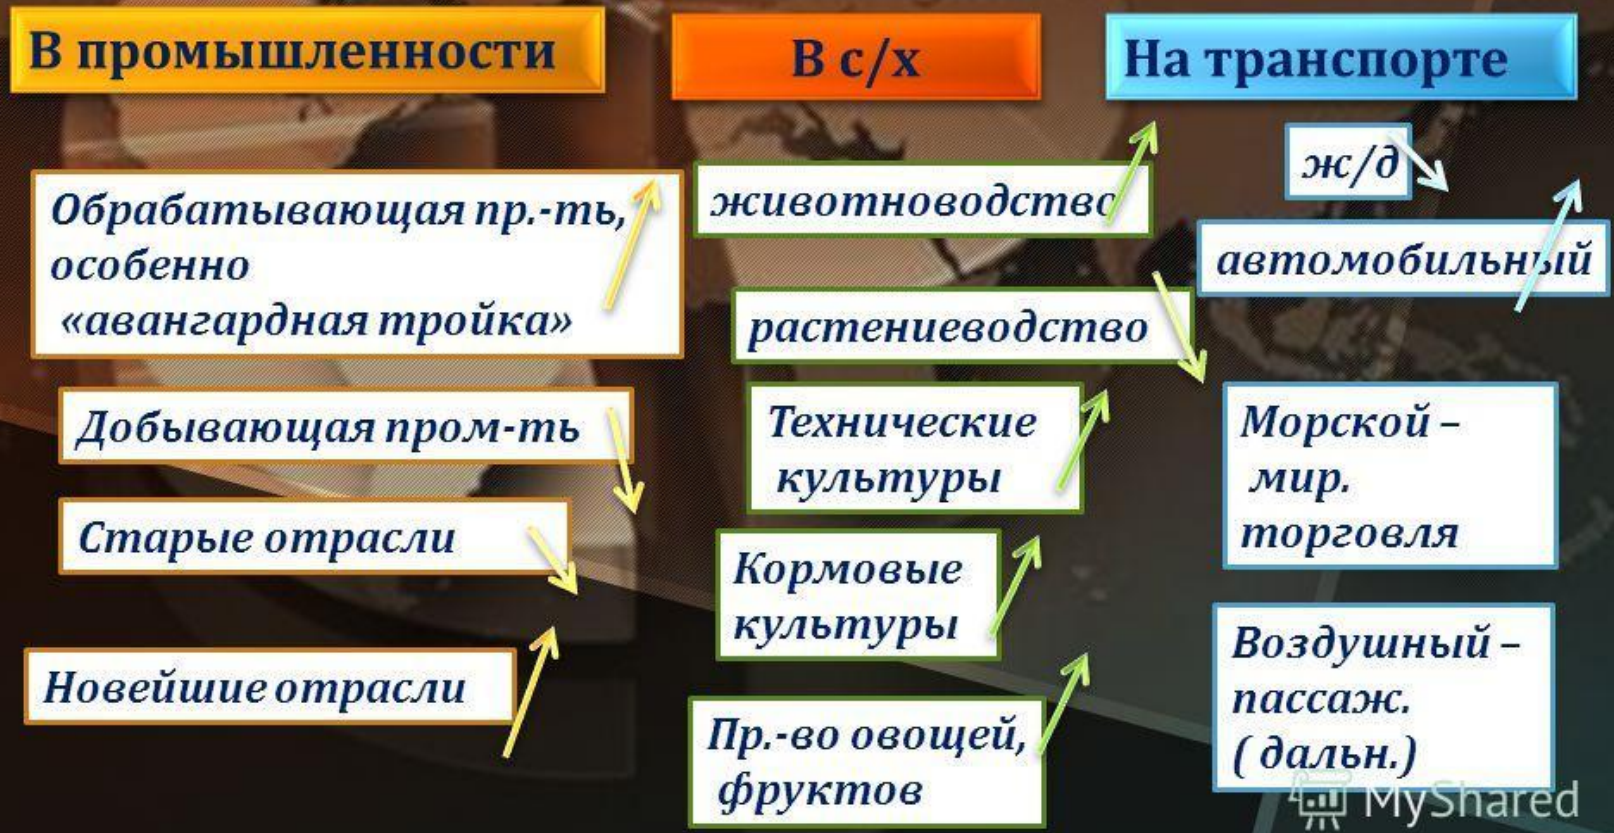 В промышленности
Обрабатывающая пр.-ть,
особенно
«авангардная тройка»
Добывающая пром-ть
Старые отрасли
Новейшие отрасли
В с/х
животноводство
растениеводство
Технические
культуры
Кормовые
культуры
Пр.-во овощей,
фруктов
На транспорте
ж/д
автомобильный
Морской –
мир.
торговля
Воздушный –
пассаж.
( дальн.)
MyShared